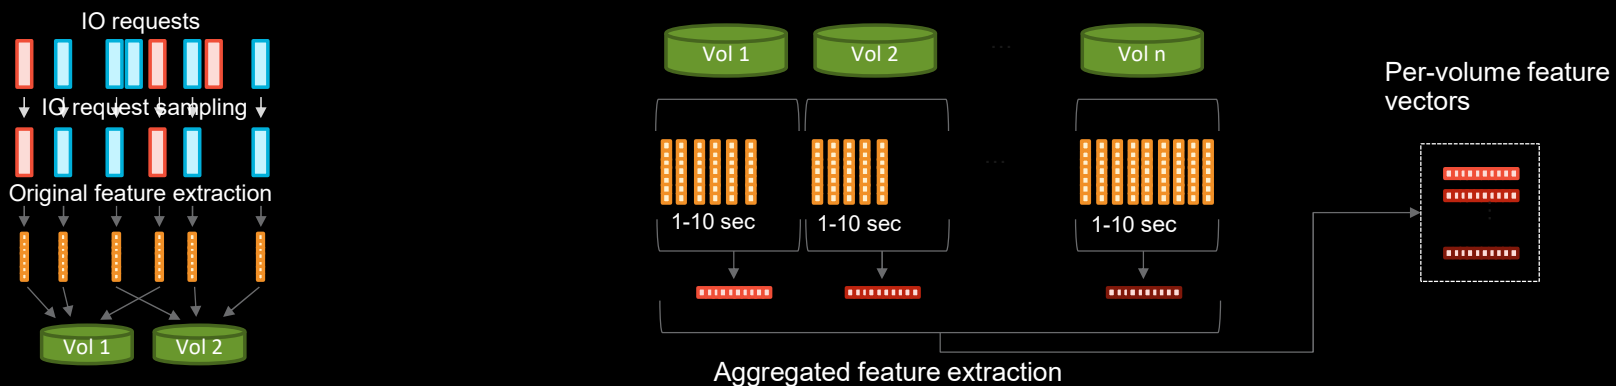 IO requests
IO request sampling
Original feature extraction
Vol 1
Vol 2
Vol 1
Vol 2
...
Vol n
...
1-10 sec
1-10 sec
1-10 sec
Aggregated feature extraction
Per-volume feature
vectors